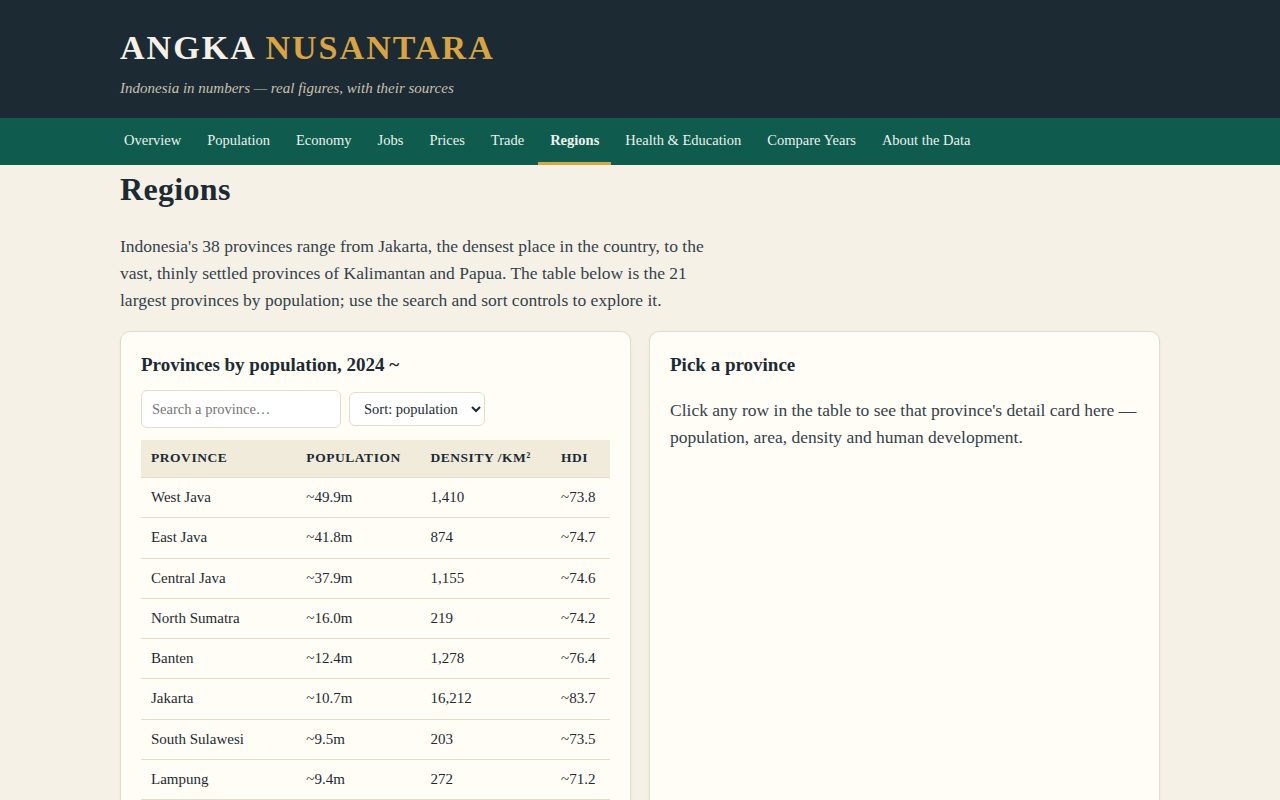 ANGKA NUSANTARA
Indonesia in numbers — real figures, with their sources
Overview Population Economy Jobs Prices Trade Regions Health & Education Compare Years About the Data
Regions
Indonesia's 38 provinces range from Jakarta, the densest place in the country, to the
vast, thinly settled provinces of Kalimantan and Papua. The table below is the 21
largest provinces by population; use the search and sort controls to explore it.
Provinces by population, 2024 ~
Search a province…
Sort: population
PROVINCE POPULATION DENSITY /KM² HDI
West Java ~49.9m 1,410 ~73.8
East Java ~41.8m 874 ~74.7
Central Java ~37.9m 1,155 ~74.6
North Sumatra ~16.0m 219 ~74.2
Banten ~12.4m 1,278 ~76.4
Jakarta ~10.7m 16,212 ~83.7
South Sulawesi ~9.5m 203 ~73.5
Lampung ~9.4m 272 ~71.2
Pick a province
Click any row in the table to see that province's detail card here —
population, area, density and human development.